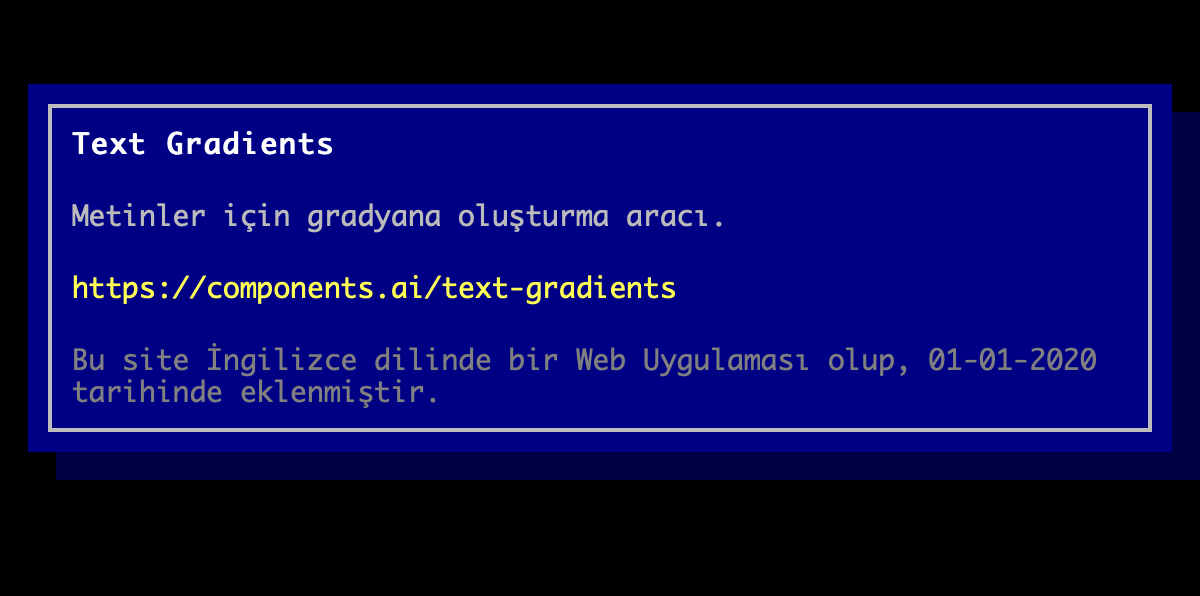 Text Gradients
Metinler için gradyana oluşturma aracı.
https://components.ai/text-gradients
Bu site İngilizce dilinde bir Web Uygulaması olup, 01-01-2020
tarihinde eklenmiştir.